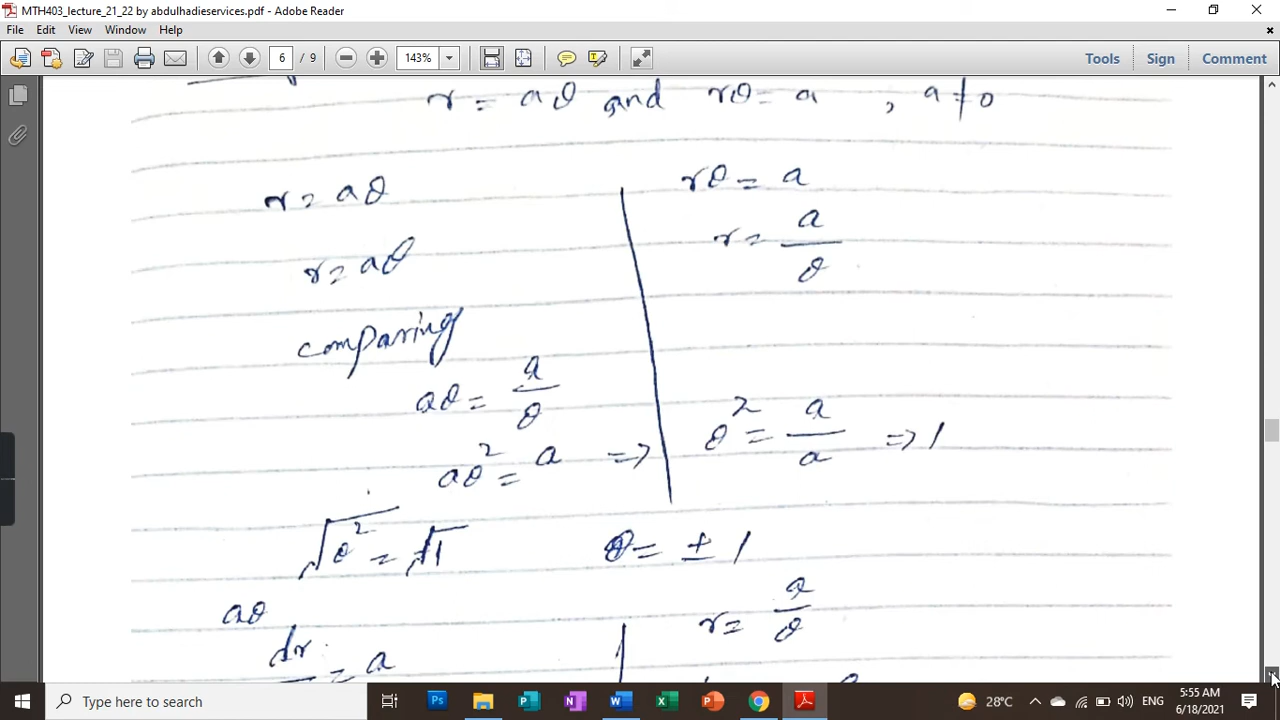 MTH403_lecture_21_22 by abdulhadieservices.pdf - Adobe Reader
File Edit View Window Help
6 / 9 143% Tools Sign Comment
r = aθ and rθ = a , a ≠ 0
r = aθ
rθ = a
r = aθ
r = a/θ
comparing
aθ = a/θ
aθ² = a => θ² = a/a => 1
√θ² = √1 θ = ± 1
aθ
r = a/θ
dr = a
here to search
28°C ENG 3:55 AM
6/18/2021